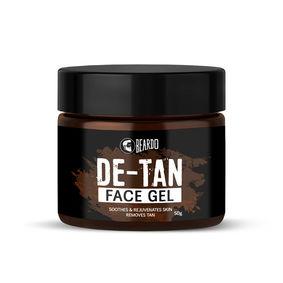 BEARDO
DE-TAN
FACE GEL
SOOTHES & REJUVENATES SKIN
REMOVES TAN
50g